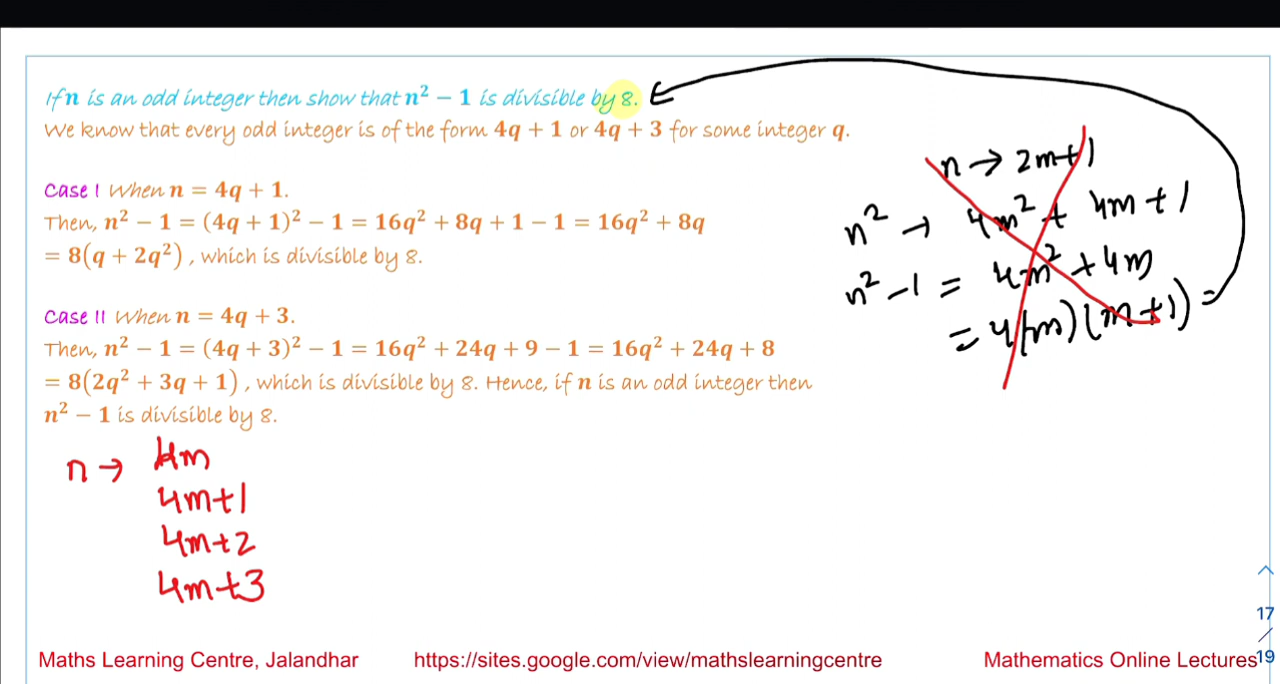 If n is an odd integer then show that n² − 1 is divisible by 8.
We know that every odd integer is of the form 4q + 1 or 4q + 3 for some integer q.
n → 2m+1
n² → 4m² + 4m + 1
n² − 1 = 4m² + 4m
= 4(m)(m+1) =
Case I When n = 4q + 1.
Then, n² − 1 = (4q + 1)² − 1 = 16q² + 8q + 1 − 1 = 16q² + 8q
= 8(q + 2q²) , which is divisible by 8.
Case II When n = 4q + 3.
Then, n² − 1 = (4q + 3)² − 1 = 16q² + 24q + 9 − 1 = 16q² + 24q + 8
= 8(2q² + 3q + 1) , which is divisible by 8. Hence, if n is an odd integer then
n² − 1 is divisible by 8.
n → 4m
4m+1
4m+2
4m+3
17
/
19
Maths Learning Centre, Jalandhar https://sites.google.com/view/mathslearningcentre Mathematics Online Lectures